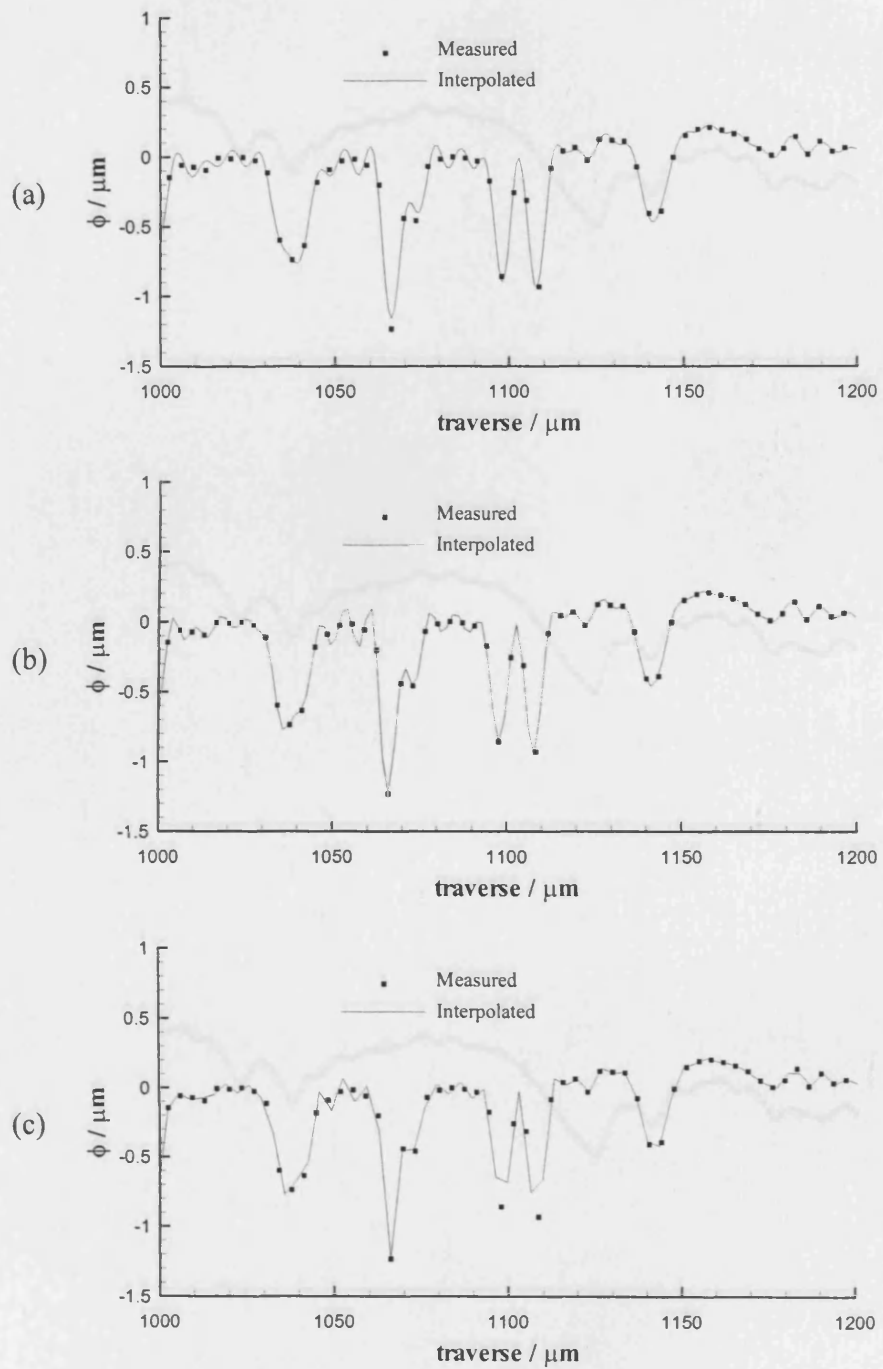 (a)
ϕ / μm
1
0.5
0
-0.5
-1
-1.5
Measured
Interpolated
1000
1050
1100
1150
1200
traverse / μm
(b)
ϕ / μm
1
0.5
0
-0.5
-1
-1.5
Measured
Interpolated
1000
1050
1100
1150
1200
traverse / μm
(c)
ϕ / μm
1
0.5
0
-0.5
-1
-1.5
Measured
Interpolated
1000
1050
1100
1150
1200
traverse / μm